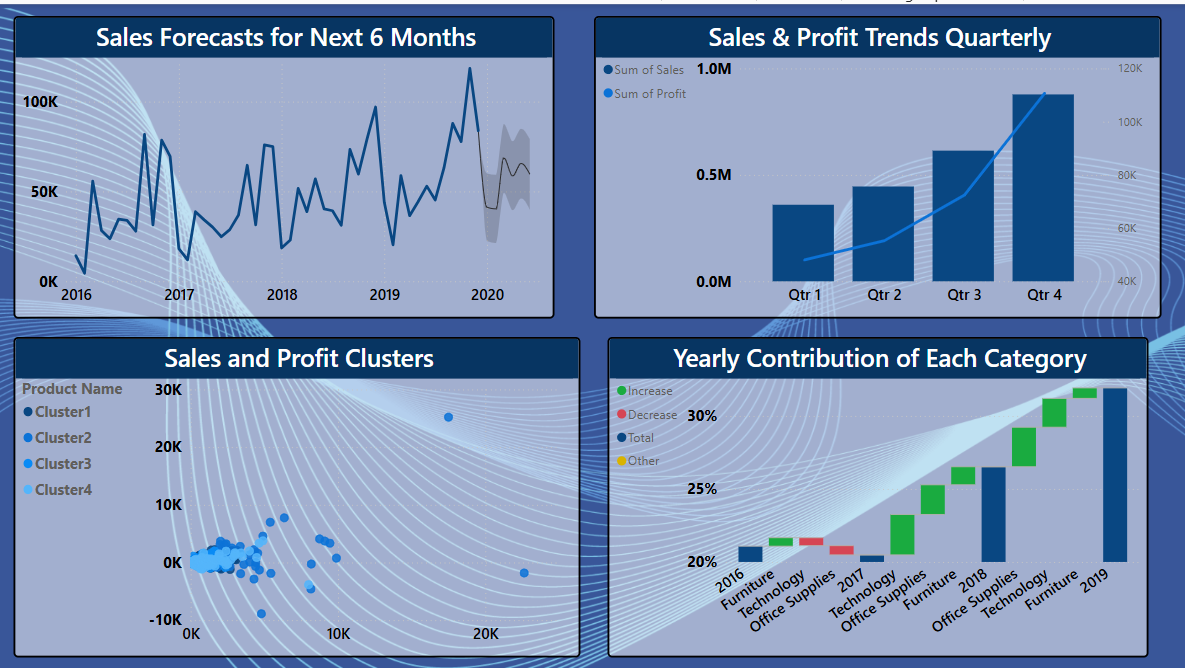 Sales Forecasts for Next 6 Months
100K
50K
0K
2016 2017 2018 2019 2020
Sales & Profit Trends Quarterly
Sum of Sales
Sum of Profit
1.0M
0.5M
0.0M
120K
100K
80K
60K
40K
Qtr 1 Qtr 2 Qtr 3 Qtr 4
Sales and Profit Clusters
Product Name
Cluster1
Cluster2
Cluster3
Cluster4
30K
20K
10K
0K
-10K
0K 10K 20K
Yearly Contribution of Each Category
Increase
Decrease
Total
Other
30%
25%
20%
2016
Furniture
Technology
Office Supplies
2017
Technology
Office Supplies
Furniture
2018
Office Supplies
Technology
Furniture
2019